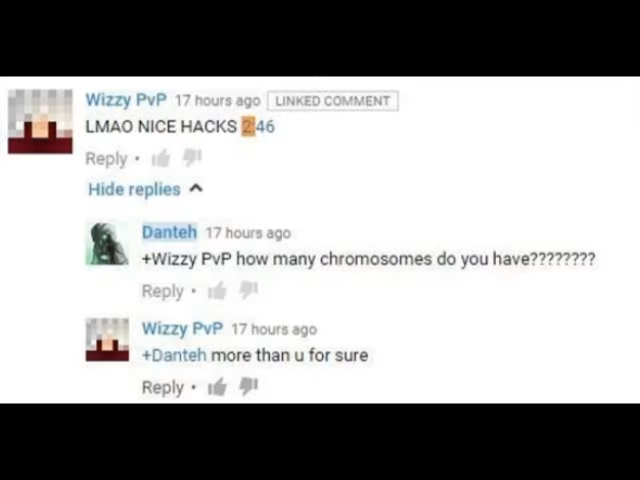 Wizzy PvP 17 hours ago LINKED COMMENT
LMAO NICE HACKS 2:46
Reply •
Hide replies
Danteh 17 hours ago
+Wizzy PvP how many chromosomes do you have????????
Reply •
Wizzy PvP 17 hours ago
+Danteh more than u for sure
Reply •